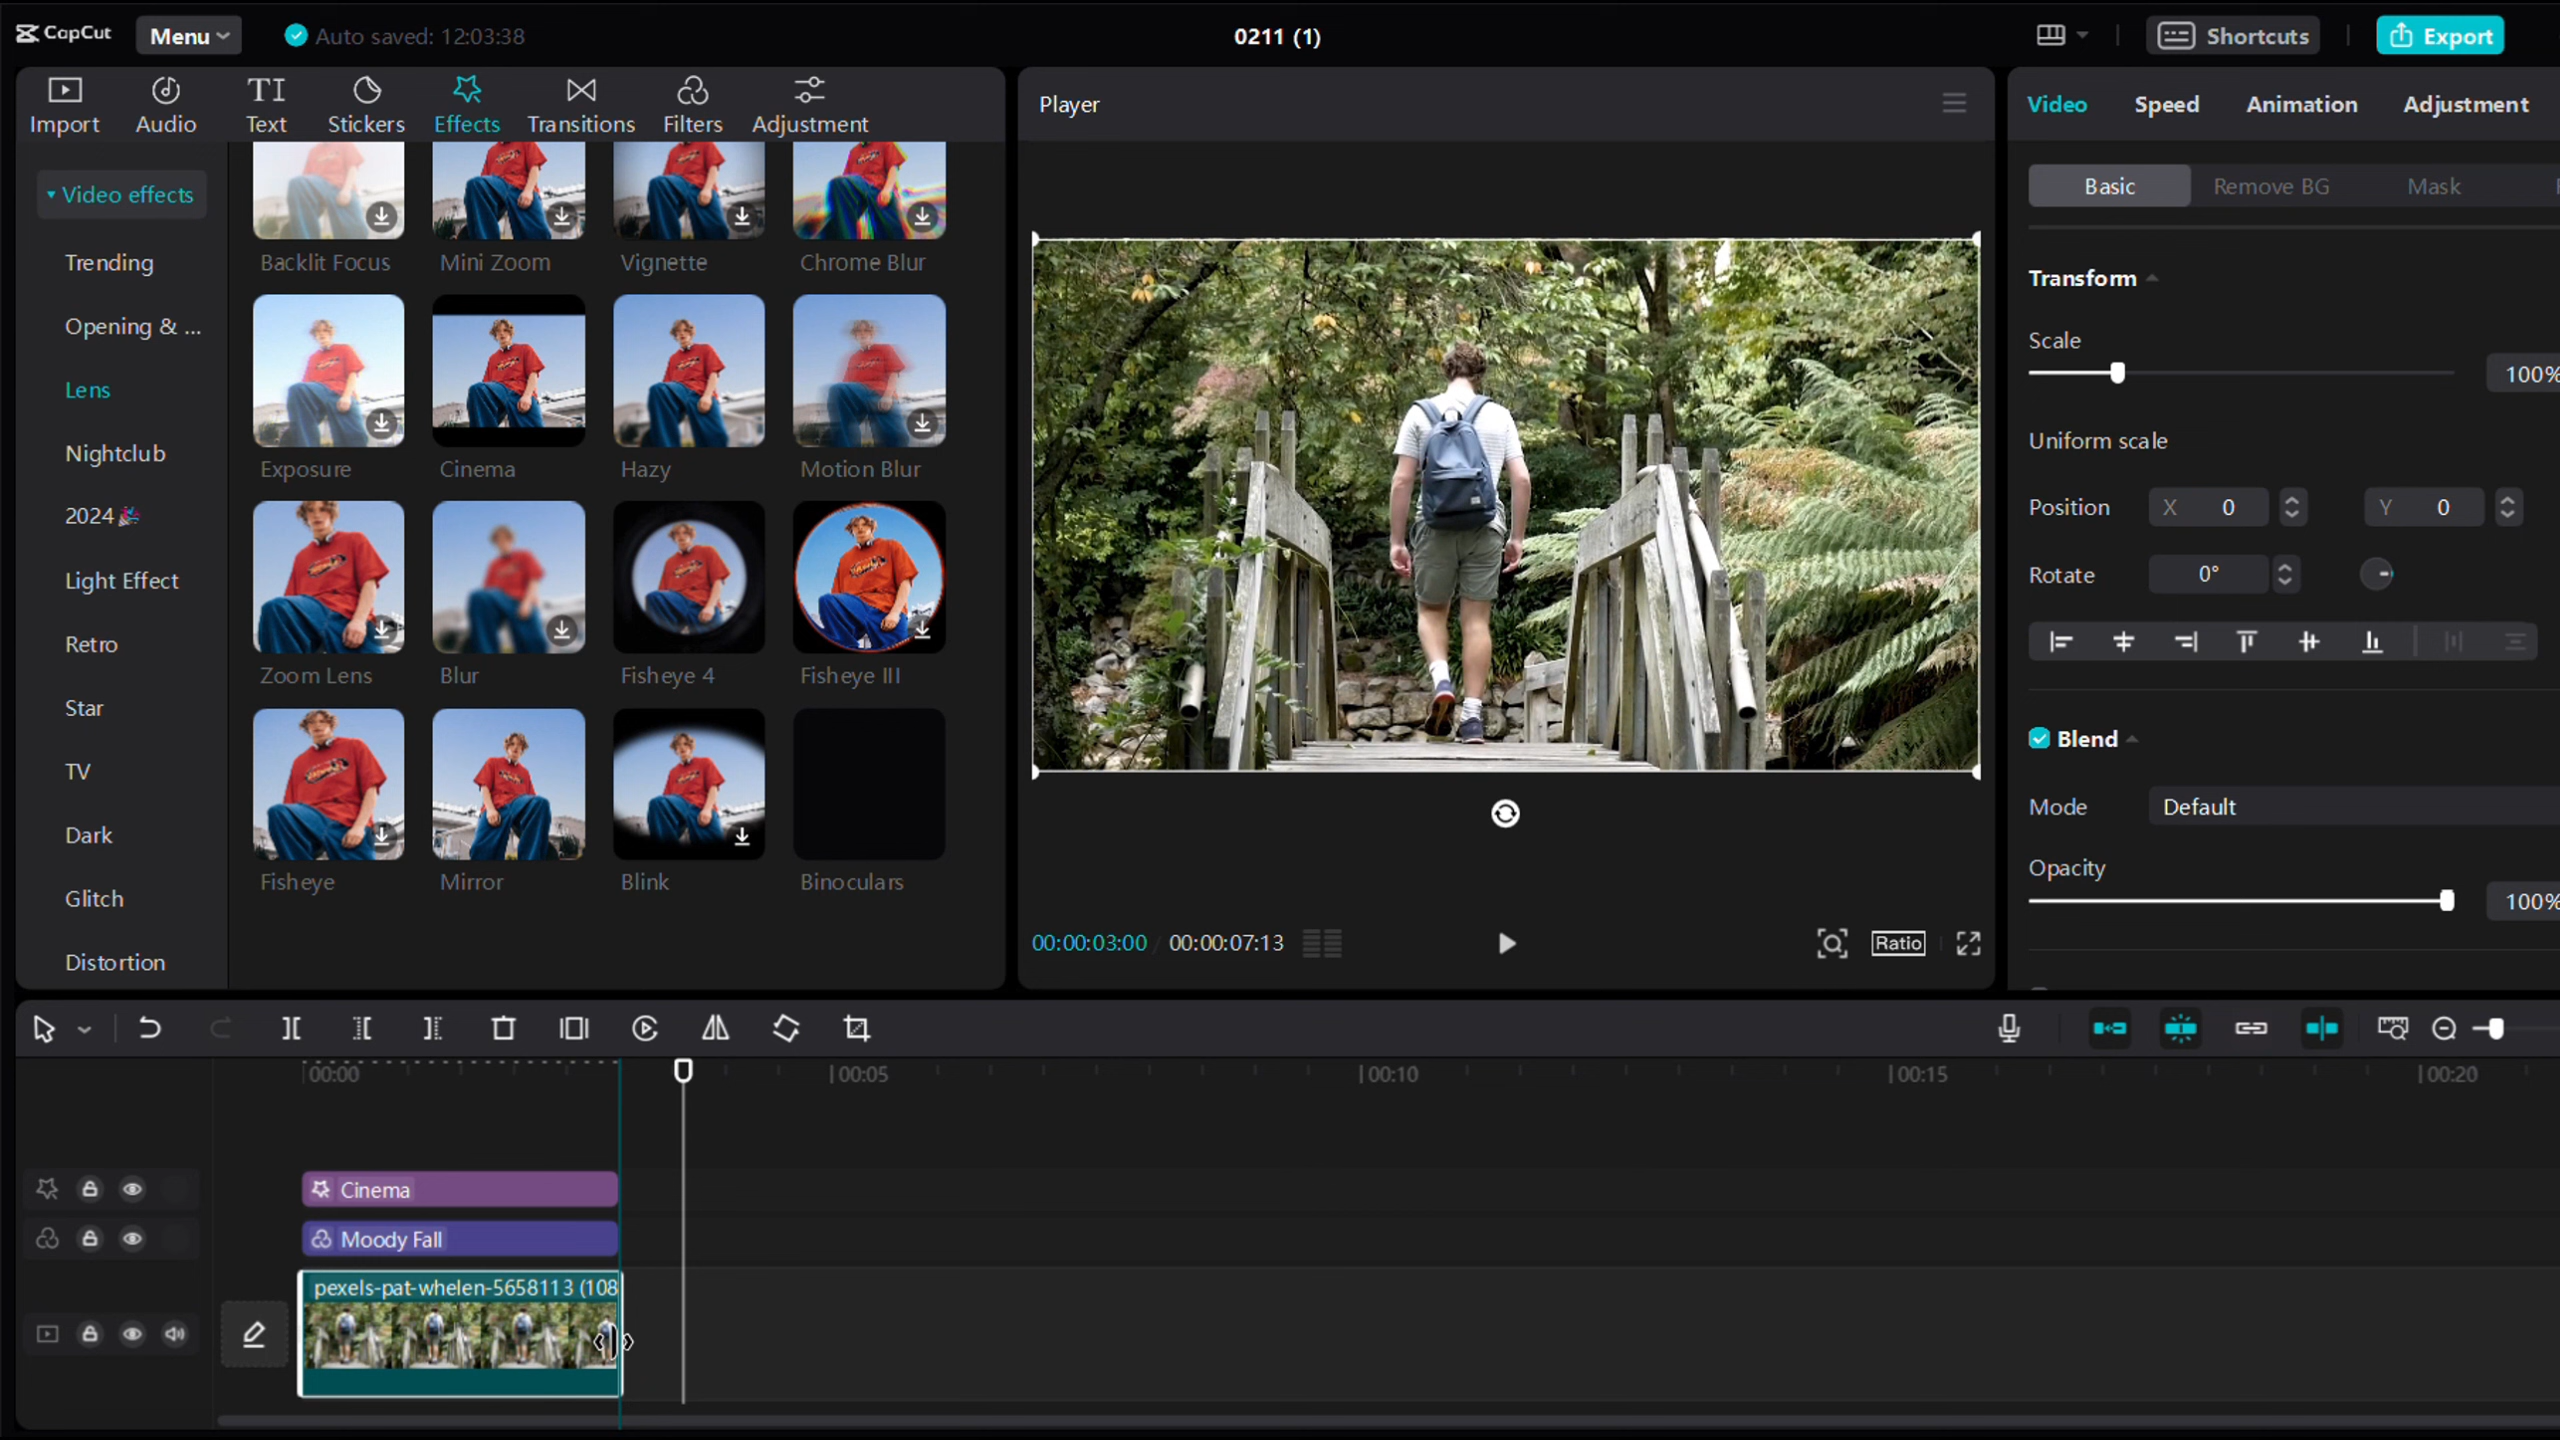 CapCut
Menu
Auto saved: 12:03:38
0211 (1)
Shortcuts
Export
Import
Audio
TI
Text
Stickers
Effects
Transitions
Filters
Adjustment
Player
Video
Speed
Animation
Adjustment
Video effects
Trending
Opening & ...
Lens
Nightclub
2024
Light Effect
Retro
Star
TV
Dark
Glitch
Distortion
Backlit Focus
Mini Zoom
Vignette
Chrome Blur
Exposure
Cinema
Hazy
Motion Blur
Zoom Lens
Blur
Fisheye 4
Fisheye III
Fisheye
Mirror
Blink
Binoculars
00:00:03:00 / 00:00:07:13
Ratio
Basic
Remove BG
Mask
Transform
Scale
100%
Uniform scale
Position
X 0
Y 0
Rotate
0°
Blend
Mode
Default
Opacity
100%
00:00
00:05
00:10
00:15
00:20
Cinema
Moody Fall
pexels-pat-whelen-5658113 (108